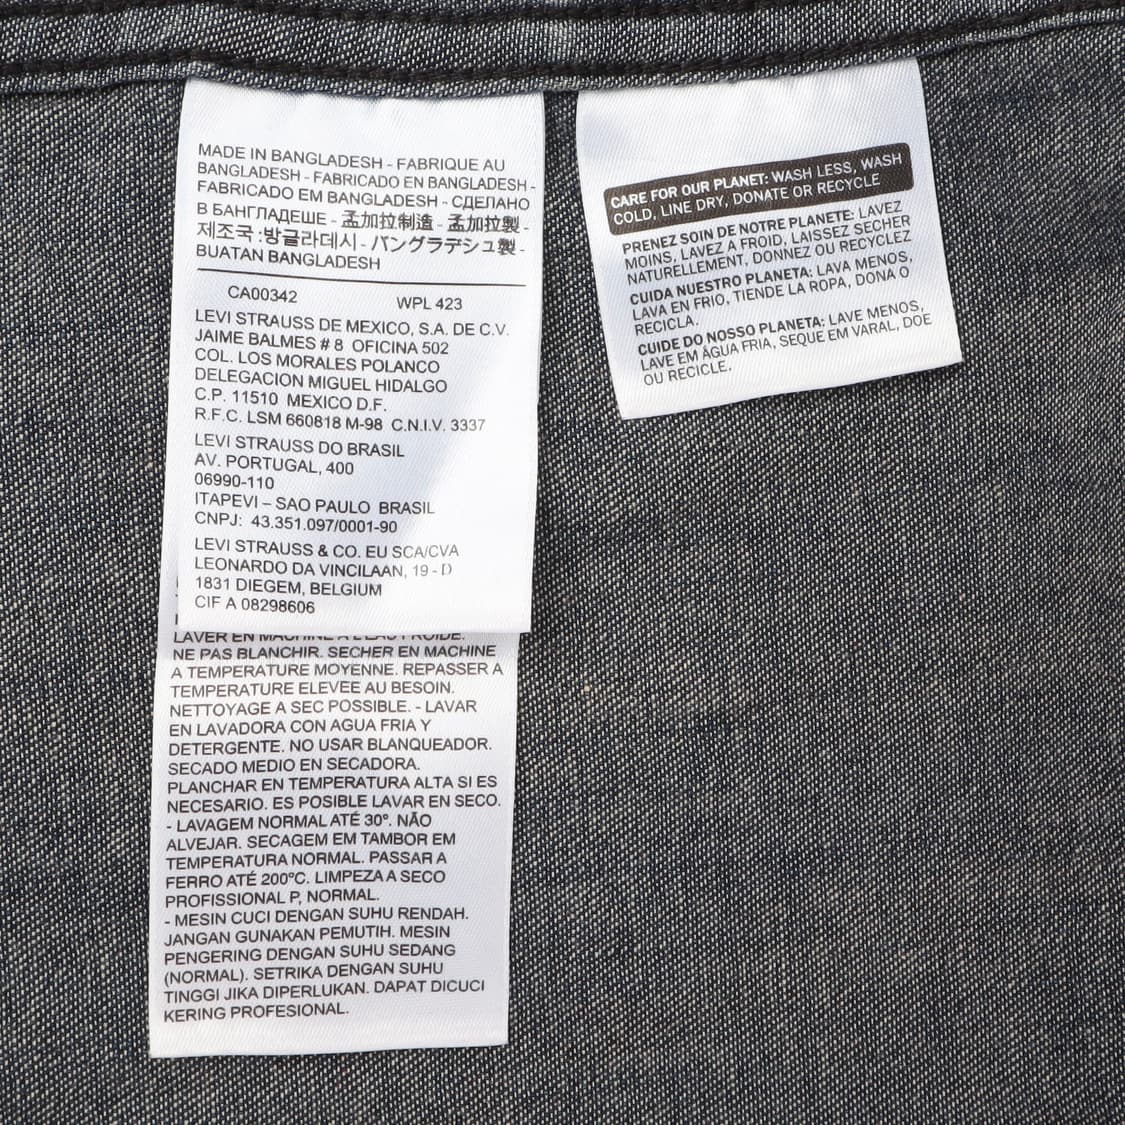 MADE IN BANGLADESH - FABRIQUE AU
BANGLADESH - FABRICADO EN BANGLADESH -
FABRICADO EM BANGLADESH - СДЕЛАНО
В БАНГЛАДЕШЕ - 孟加拉制造 - 孟加拉製 -
제조국 :방글라데시 - バングラデシュ製 -
BUATAN BANGLADESH
CA00342 WPL 423
LEVI STRAUSS DE MEXICO, S.A. DE C.V.
JAIME BALMES # 8 OFICINA 502
COL. LOS MORALES POLANCO
DELEGACION MIGUEL HIDALGO
C.P. 11510 MEXICO D.F.
R.F.C. LSM 660818 M-98 C.N.I.V. 3337
LEVI STRAUSS DO BRASIL
AV. PORTUGAL, 400
06990-110
ITAPEVI – SAO PAULO BRASIL
CNPJ: 43.351.097/0001-90
LEVI STRAUSS & CO. EU SCA/CVA
LEONARDO DA VINCILAAN, 19 - D
1831 DIEGEM, BELGIUM
CIF A 08298606
LAVER EN MACHINE A L'EAU FROIDE.
NE PAS BLANCHIR. SECHER EN MACHINE
A TEMPERATURE MOYENNE. REPASSER A
TEMPERATURE ELEVEE AU BESOIN.
NETTOYAGE A SEC POSSIBLE. - LAVAR
EN LAVADORA CON AGUA FRIA Y
DETERGENTE. NO USAR BLANQUEADOR.
SECADO MEDIO EN SECADORA.
PLANCHAR EN TEMPERATURA ALTA SI ES
NECESARIO. ES POSIBLE LAVAR EN SECO.
- LAVAGEM NORMAL ATÉ 30º. NÃO
ALVEJAR. SECAGEM EM TAMBOR EM
TEMPERATURA NORMAL. PASSAR A
FERRO ATÉ 200ºC. LIMPEZA A SECO
PROFISSIONAL P, NORMAL.
- MESIN CUCI DENGAN SUHU RENDAH.
JANGAN GUNAKAN PEMUTIH. MESIN
PENGERING DENGAN SUHU SEDANG
(NORMAL). SETRIKA DENGAN SUHU
TINGGI JIKA DIPERLUKAN. DAPAT DICUCI
KERING PROFESIONAL.
CARE FOR OUR PLANET: WASH LESS, WASH
COLD, LINE DRY, DONATE OR RECYCLE
PRENEZ SOIN DE NOTRE PLANETE: LAVEZ
MOINS, LAVEZ A FROID, LAISSEZ SECHER
NATURELLEMENT, DONNEZ OU RECYCLEZ
CUIDA NUESTRO PLANETA: LAVA MENOS,
LAVA EN FRIO, TIENDE LA ROPA, DONA O
RECICLA.
CUIDE DO NOSSO PLANETA: LAVE MENOS,
LAVE EM ÁGUA FRIA, SEQUE EM VARAL, DOE
OU RECICLE.